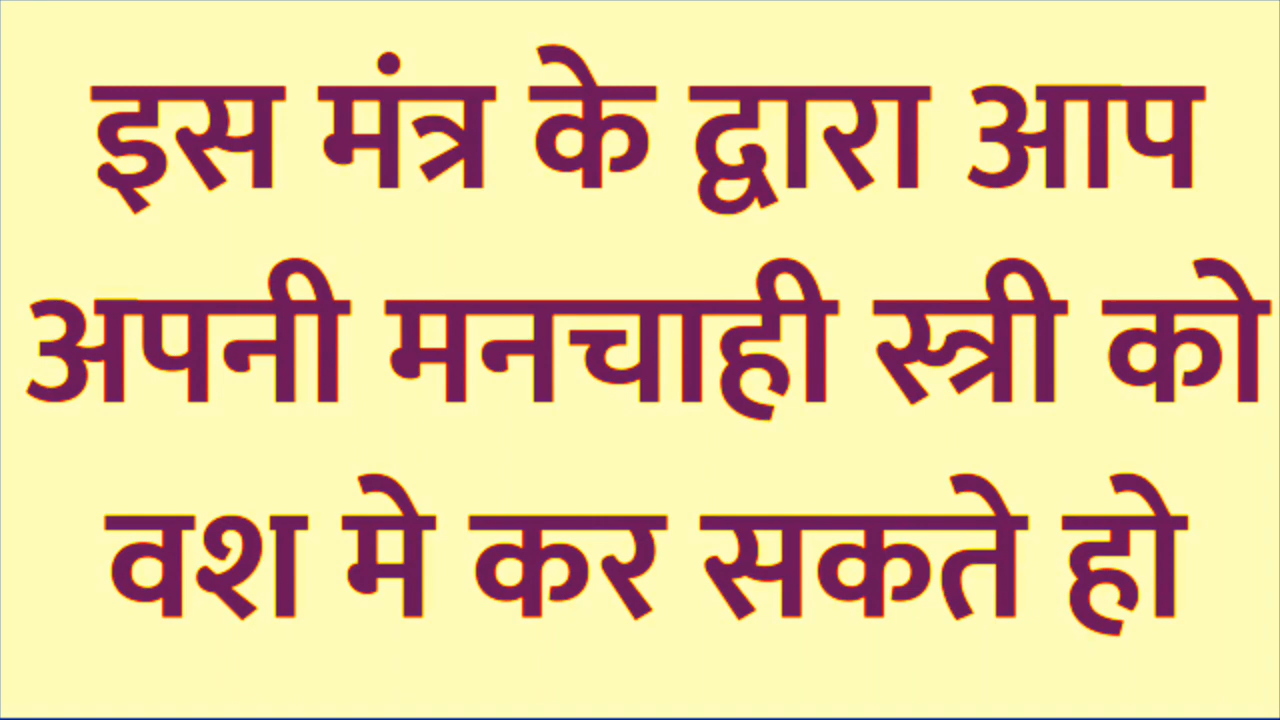 इस मंत्र के द्वारा आप
अपनी मनचाही स्त्री को
वश मे कर सकते हो